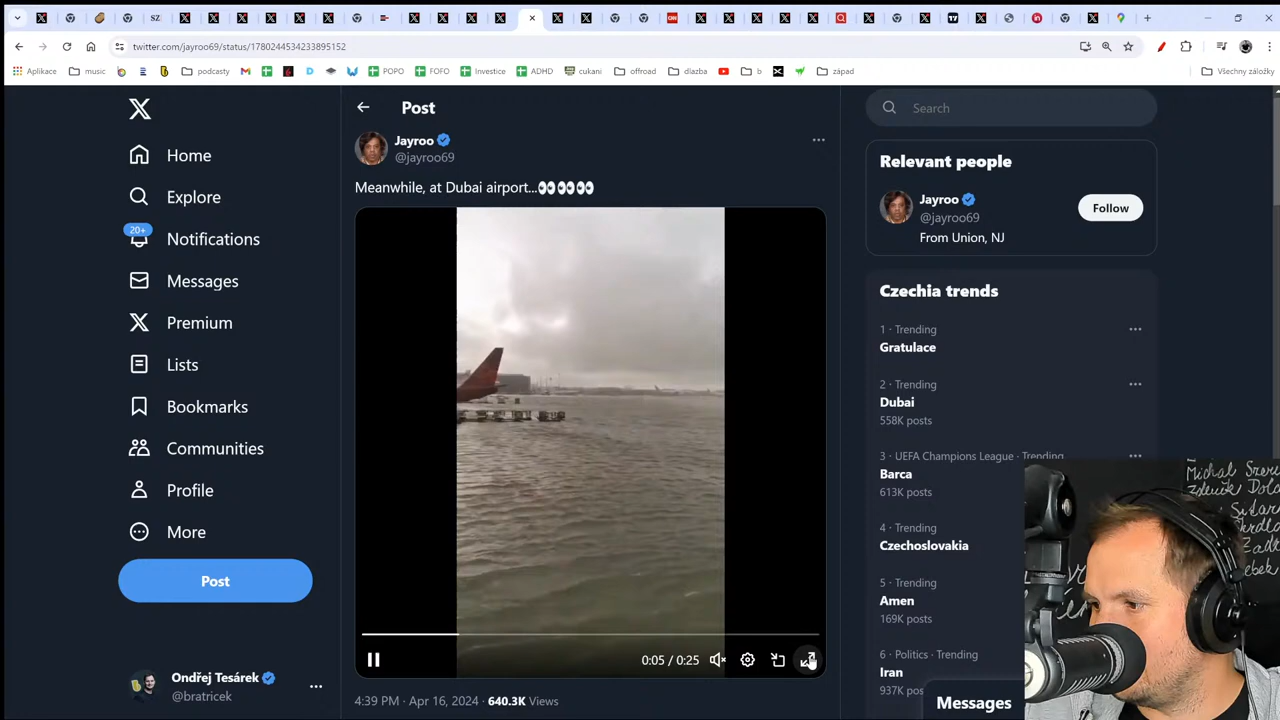 twitter.com/jayroo69/status/1780244534233895152
Aplikace
music
podcasty
POPO
FOFO
Investice
ADHD
cukani
offroad
dlazba
b
západ
Všechny záložky
Post
Search
Jayroo
@jayroo69
Meanwhile, at Dubai airport...👀👀👀
Home
Explore
20+
Notifications
Messages
Premium
Lists
Bookmarks
Communities
Profile
More
Post
Ondřej Tesárek
@bratricek
0:05 / 0:25
4:39 PM · Apr 16, 2024 · 640.3K Views
Relevant people
Jayroo
@jayroo69
Follow
From Union, NJ
Czechia trends
1 · Trending
Gratulace
2 · Trending
Dubai
558K posts
3 · UEFA Champions League · Trending
Barca
613K posts
4 · Trending
Czechoslovakia
5 · Trending
Amen
169K posts
6 · Politics · Trending
Iran
937K pos
Messages
Michal